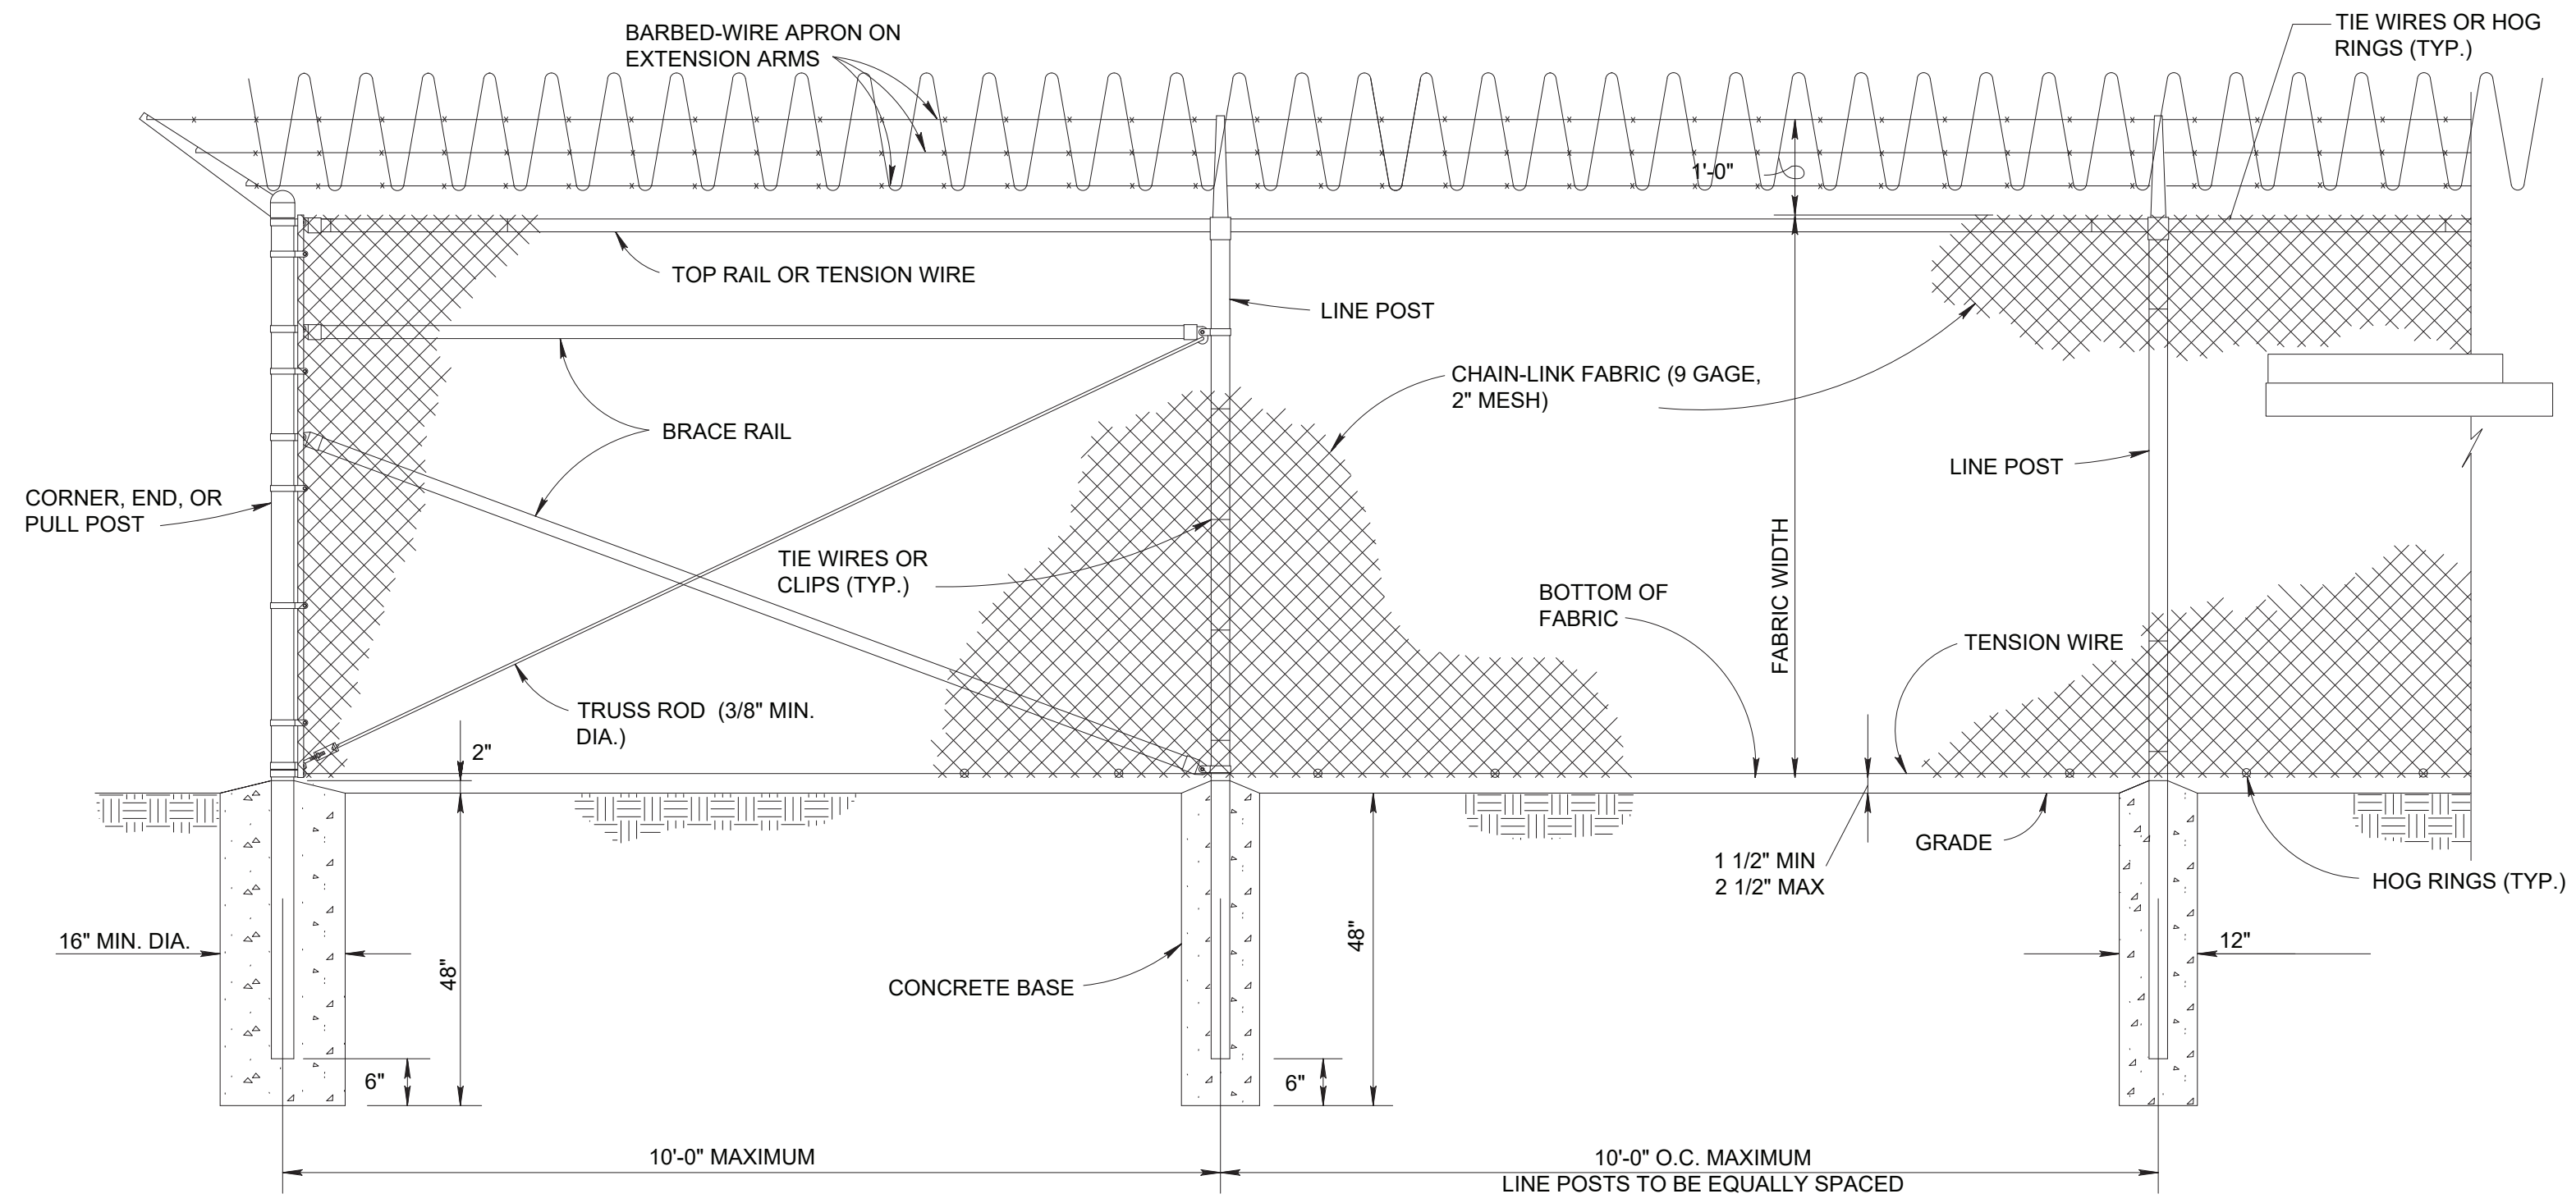 BARBED-WIRE APRON ON
EXTENSION ARMS
TIE WIRES OR HOG
RINGS (TYP.)
1'-0"
TOP RAIL OR TENSION WIRE
LINE POST
CHAIN-LINK FABRIC (9 GAGE,
2" MESH)
BRACE RAIL
LINE POST
CORNER, END, OR
PULL POST
TIE WIRES OR
CLIPS (TYP.)
FABRIC WIDTH
BOTTOM OF
FABRIC
TENSION WIRE
TRUSS ROD (3/8" MIN.
DIA.)
2"
GRADE
1 1/2" MIN
2 1/2" MAX
HOG RINGS (TYP.)
16" MIN. DIA.
48"
CONCRETE BASE
48"
12"
6"
6"
10'-0" MAXIMUM
10'-0" O.C. MAXIMUM
LINE POSTS TO BE EQUALLY SPACED